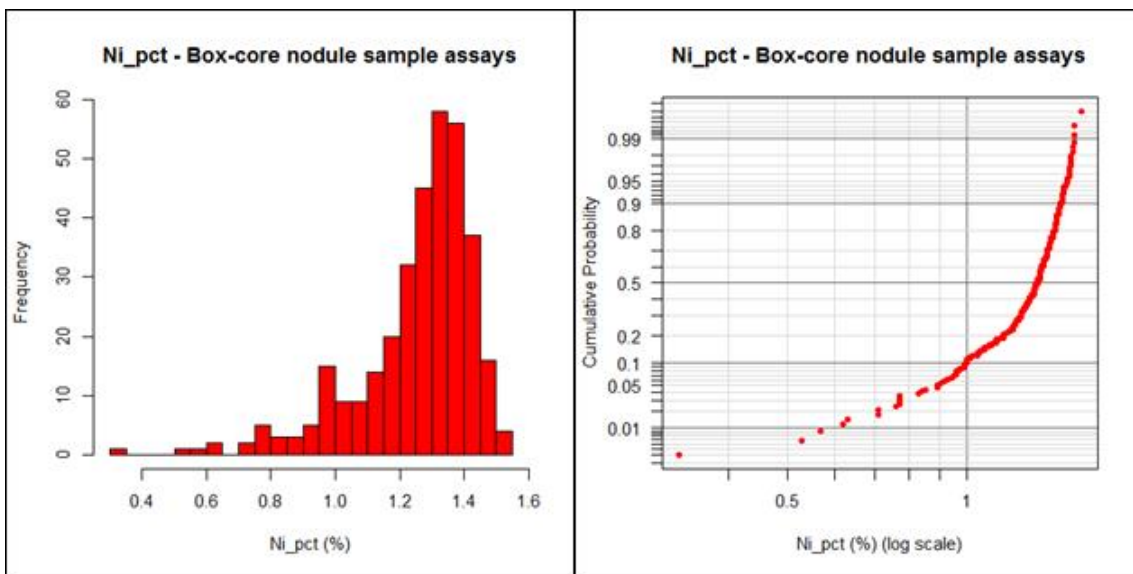 Ni_pct - Box-core nodule sample assays
60
50
40
30
20
10
0
Frequency
0.4 0.6 0.8 1.0 1.2 1.4 1.6
Ni_pct (%)
Ni_pct - Box-core nodule sample assays
0.99
0.95
0.9
0.8
0.5
0.2
0.1
0.05
0.01
Cumulative Probability
0.5 1
Ni_pct (%) (log scale)